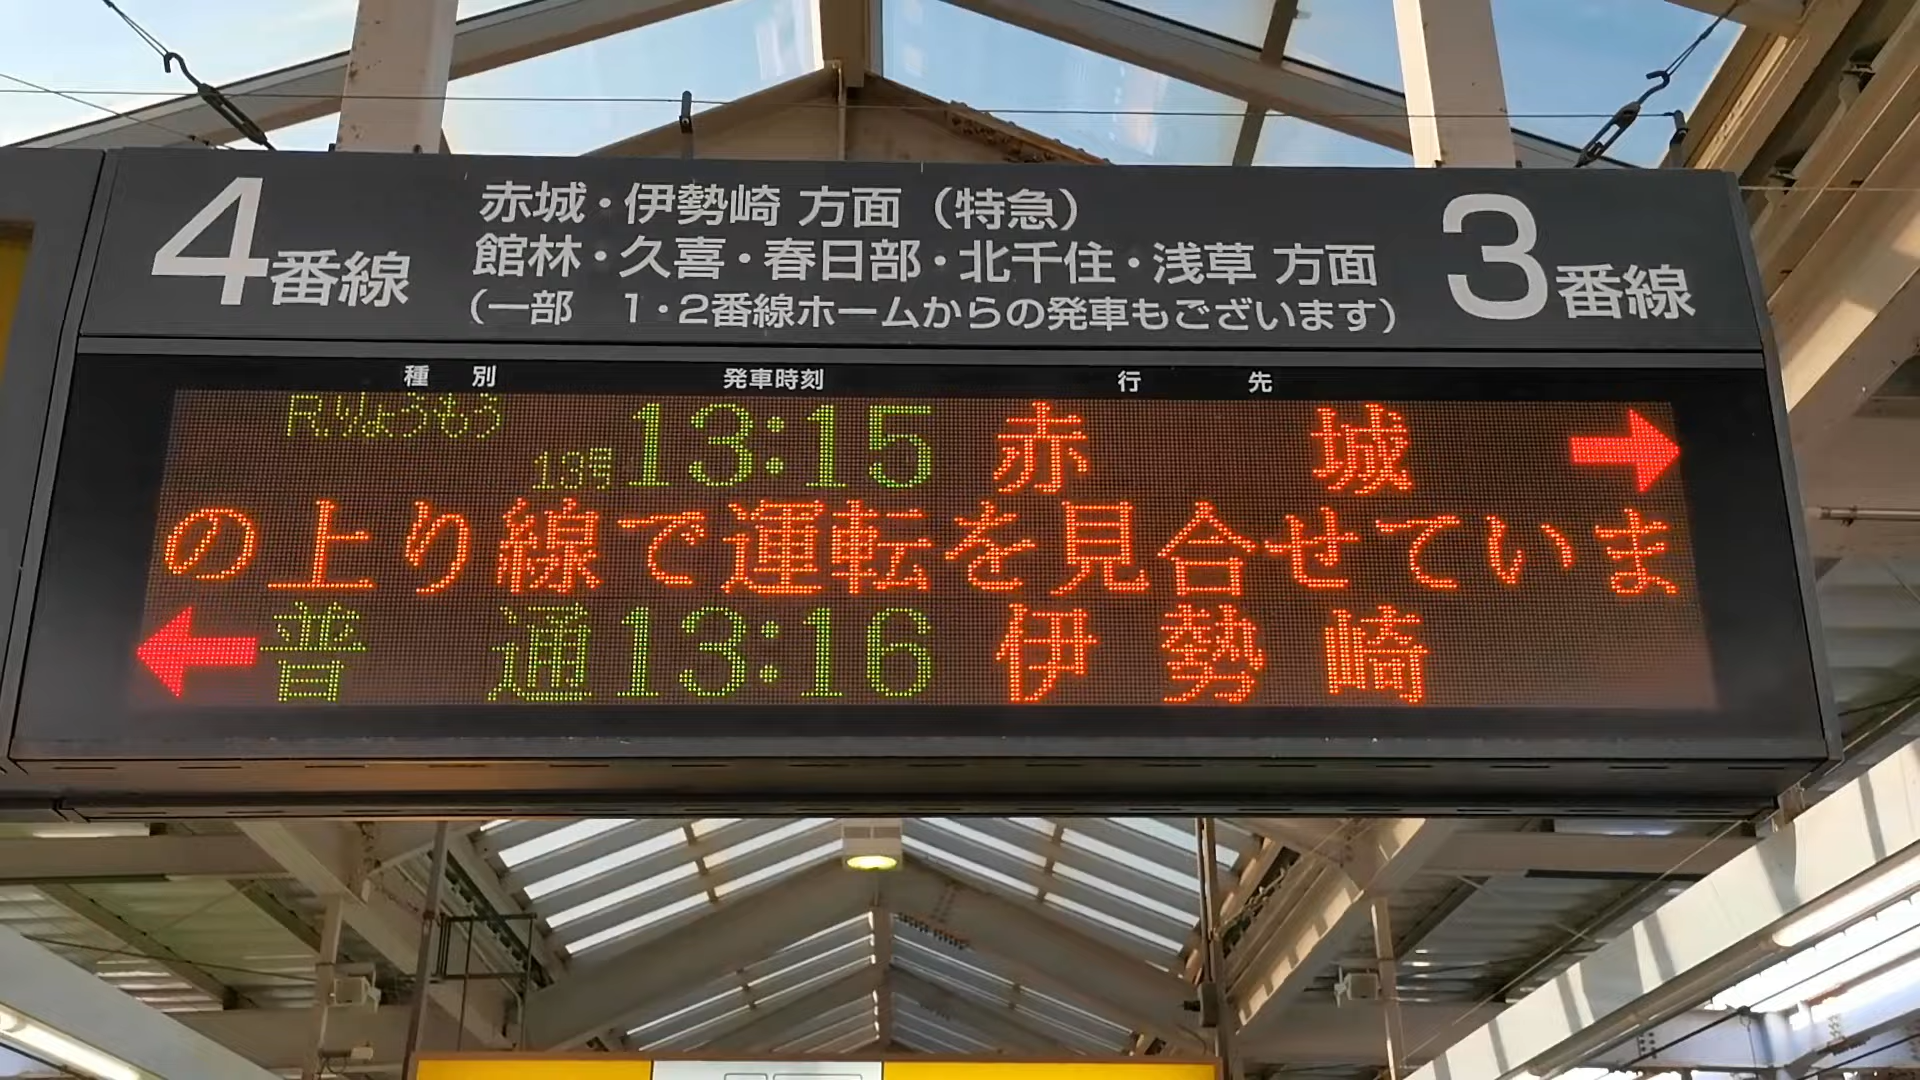 4番線
赤城・伊勢崎 方面（特急）
館林・久喜・春日部・北千住・浅草 方面
（一部　1・2番線ホームからの発車もございます）
3番線
種別 発車時刻 行先
R.りょうもう 13号 13:15 赤城 →
の上り線で運転を見合せていま
← 普通 13:16 伊勢崎